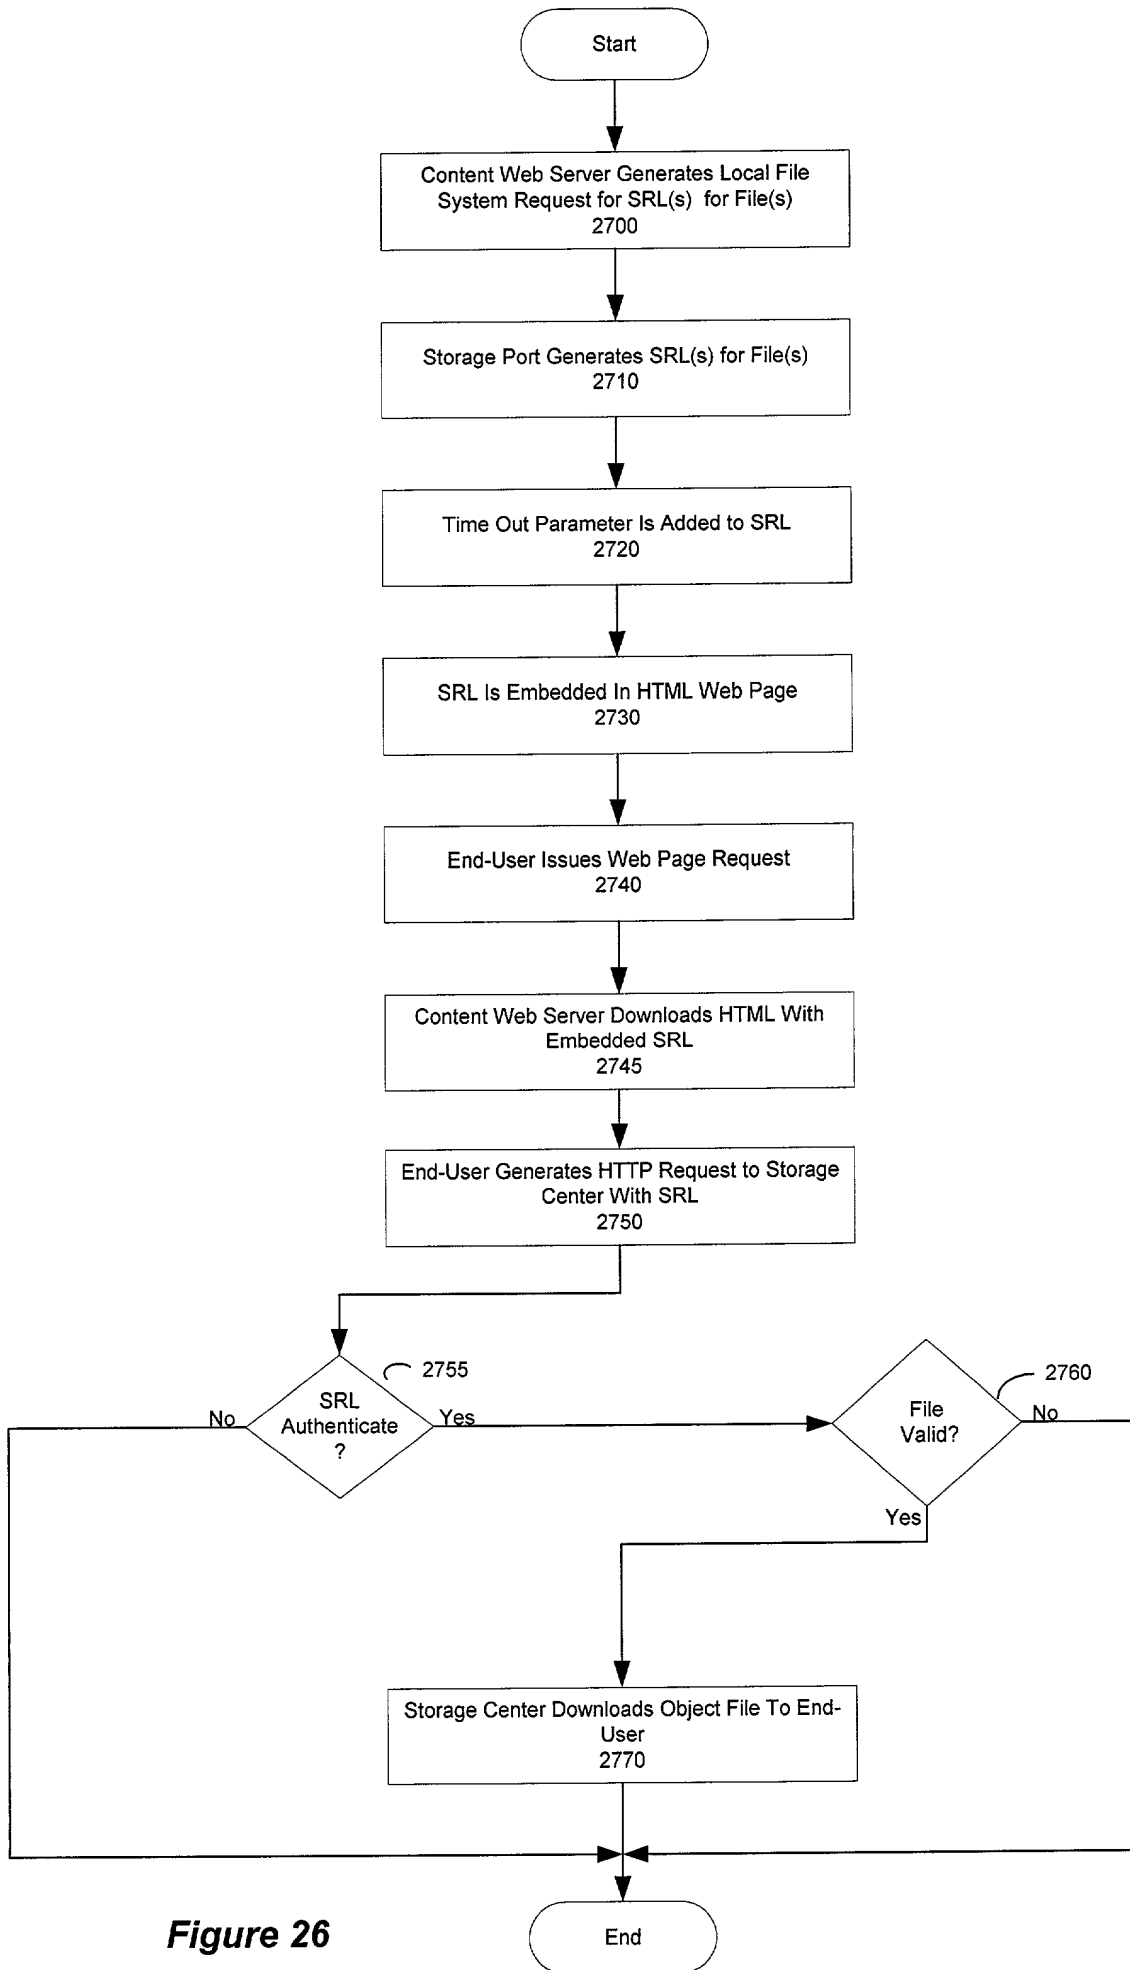 Start
Content Web Server Generates Local File
System Request for SRL(s) for File(s)
2700
Storage Port Generates SRL(s) for File(s)
2710
Time Out Parameter Is Added to SRL
2720
SRL Is Embedded In HTML Web Page
2730
End-User Issues Web Page Request
2740
Content Web Server Downloads HTML With
Embedded SRL
2745
End-User Generates HTTP Request to Storage
Center With SRL
2750
2755
SRL
Authenticate
?
No
Yes
2760
File
Valid?
No
Yes
Storage Center Downloads Object File To End-
User
2770
End
Figure 26